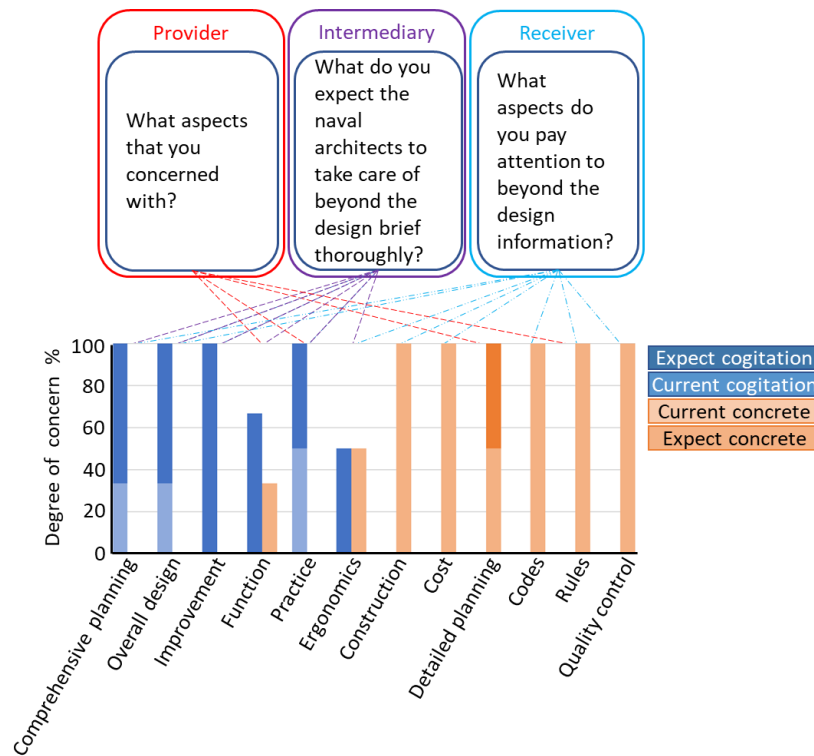 Provider
Intermediary
Receiver
What aspects
that you
concerned
with?
What do you
expect the
naval
architects to
take care of
beyond the
design brief
thoroughly?
What
aspects do
you pay
attention to
beyond the
design
information?
Degree of concern %
100
80
60
40
20
0
Comprehensive planning
Overall design
Improvement
Function
Practice
Ergonomics
Construction
Cost
Detailed planning
Codes
Rules
Quality control
Expect cogitation
Current cogitation
Current concrete
Expect concrete